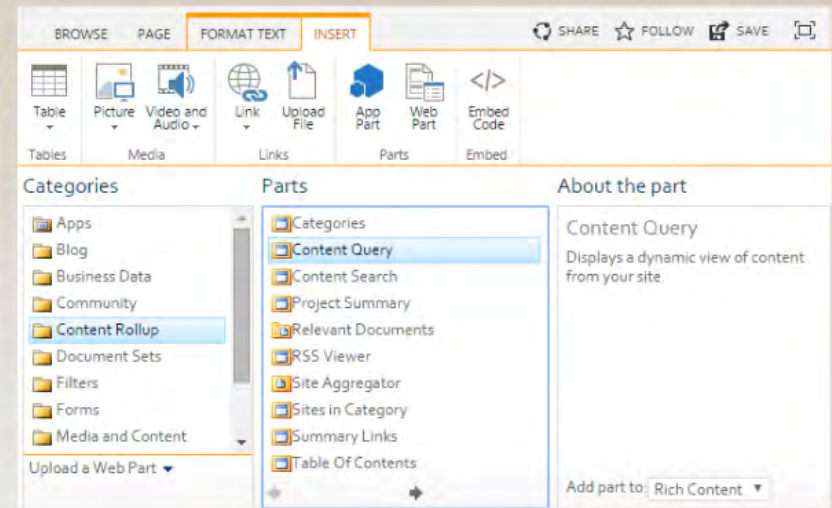 BROWSE PAGE FORMAT TEXT INSERT SHARE FOLLOW SAVE
Table Picture Video and Audio Link Upload File App Part Web Part </> Embed Code
Tables Media Links Parts Embed
Categories
Apps
Blog
Business Data
Community
Content Rollup
Document Sets
Filters
Forms
Media and Content
Upload a Web Part
Parts
Categories
Content Query
Content Search
Project Summary
Relevant Documents
RSS Viewer
Site Aggregator
Sites in Category
Summary Links
Table Of Contents
About the part
Content Query
Displays a dynamic view of content
from your site.
Add part to: Rich Content